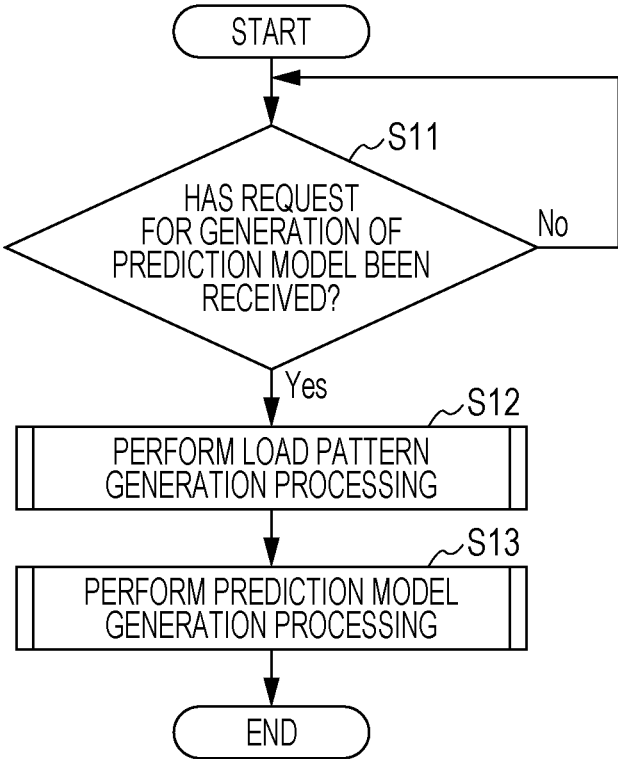 START
S11
HAS REQUEST
FOR GENERATION OF
PREDICTION MODEL BEEN
RECEIVED?
No
Yes
S12
PERFORM LOAD PATTERN
GENERATION PROCESSING
S13
PERFORM PREDICTION MODEL
GENERATION PROCESSING
END